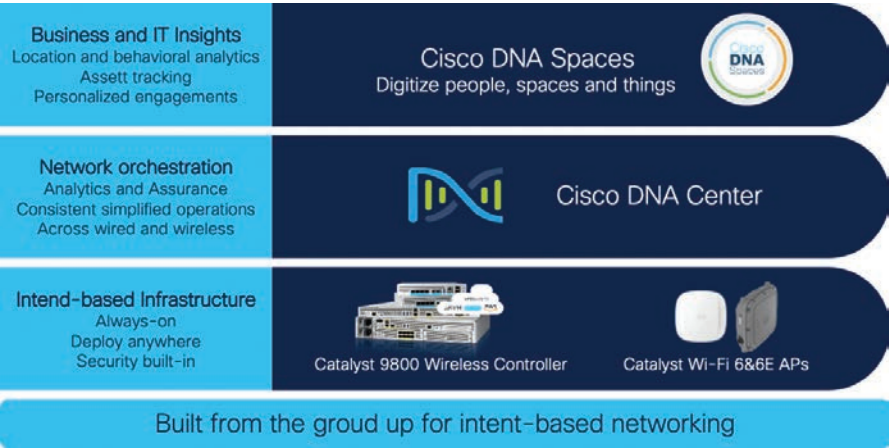 Business and IT Insights
Location and behavioral analytics
Assett tracking
Personalized engagements
Cisco DNA Spaces
Digitize people, spaces and things
Cisco
DNA
Spaces
Network orchestration
Analytics and Assurance
Consistent simplified operations
Across wired and wireless
Cisco DNA Center
Intend-based Infrastructure
Always-on
Deploy anywhere
Security built-in
Catalyst 9800 Wireless Controller
Catalyst Wi-Fi 6&6E APs
Built from the groud up for intent-based networking